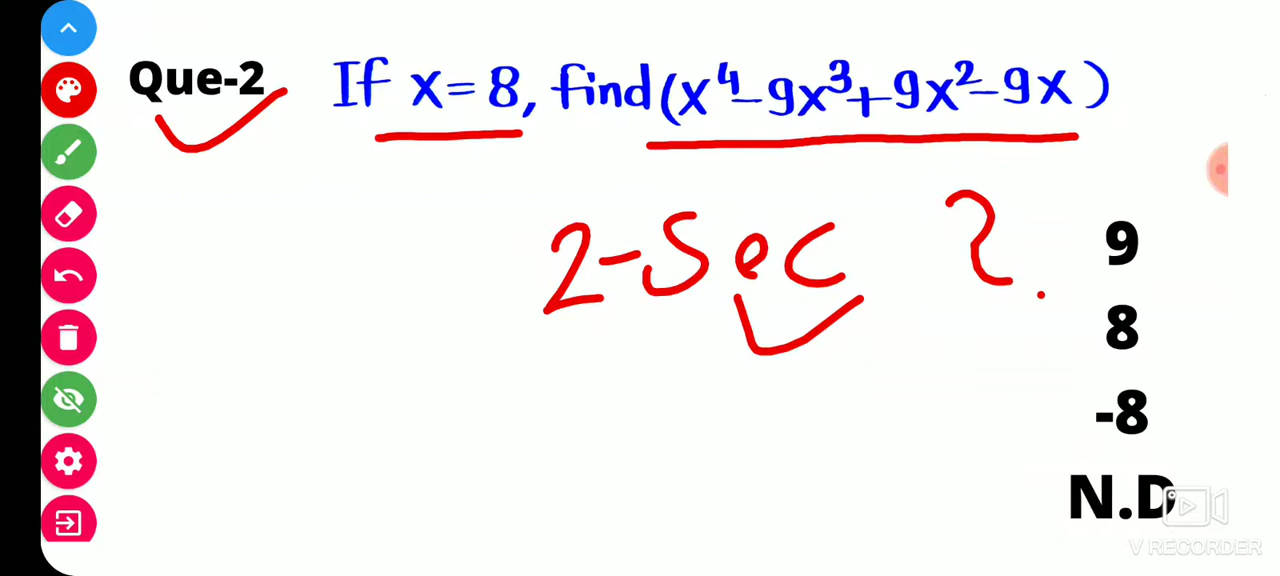 Que-2 If x=8, find(x⁴-9x³+9x²-9x)
2-Sec ?
9
8
-8
N.D
V RECORDER